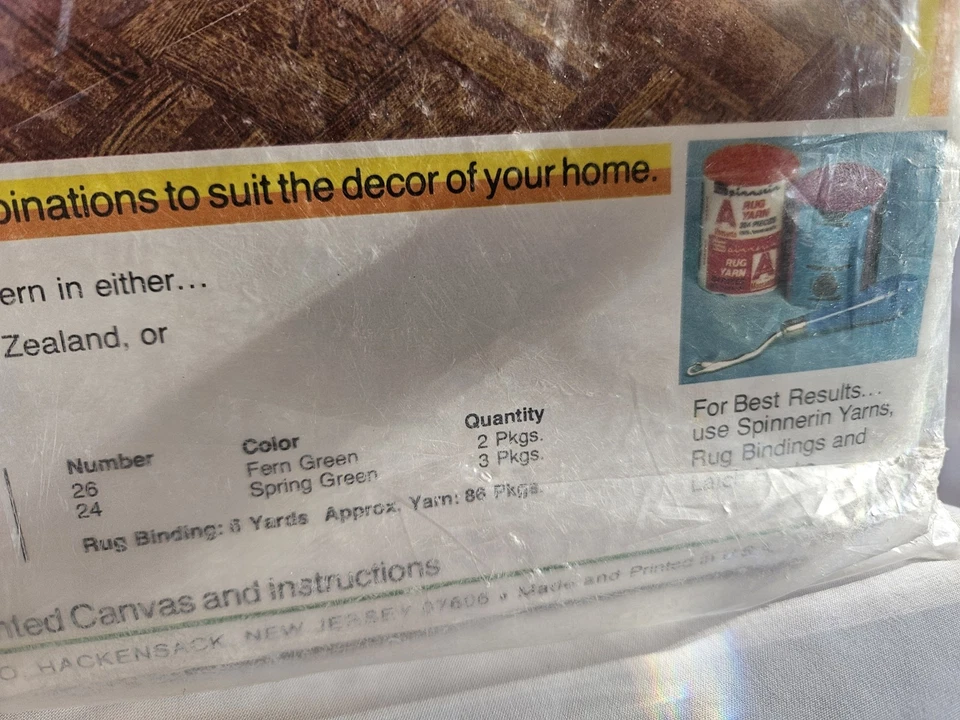 binations to suit the decor of your home.
ern in either...
Zealand, or
Number Color Quantity
26 Fern Green 2 Pkgs.
24 Spring Green 3 Pkgs.
Rug Binding: 6 Yards Approx. Yarn: 86 Pkgs.
nted Canvas and instructions
O. HACKENSACK, NEW JERSEY 07606 • Made and Printed in U.S.
Spinnerin
RUG
YARN
RUG
YARN
For Best Results...
use Spinnerin Yarns,
Rug Bindings and